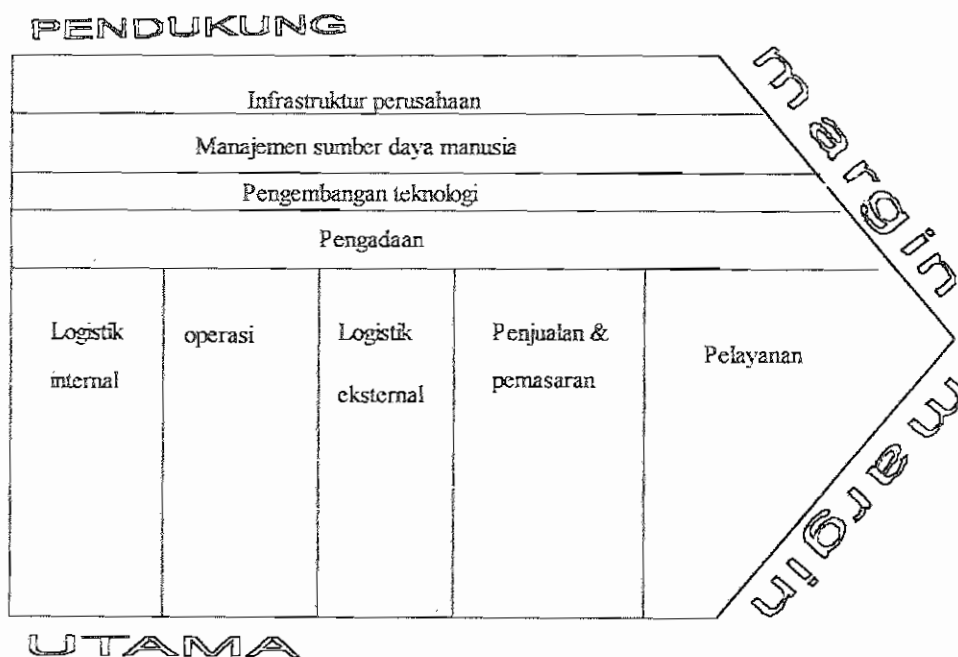 PENDUKUNG
margin
Infrastruktur perusahaan
Manajemen sumber daya manusia
Pengembangan teknologi
Pengadaan
Logistik
internal
operasi
Logistik
eksternal
Penjualan &
pemasaran
Pelayanan
margin
UTAMA